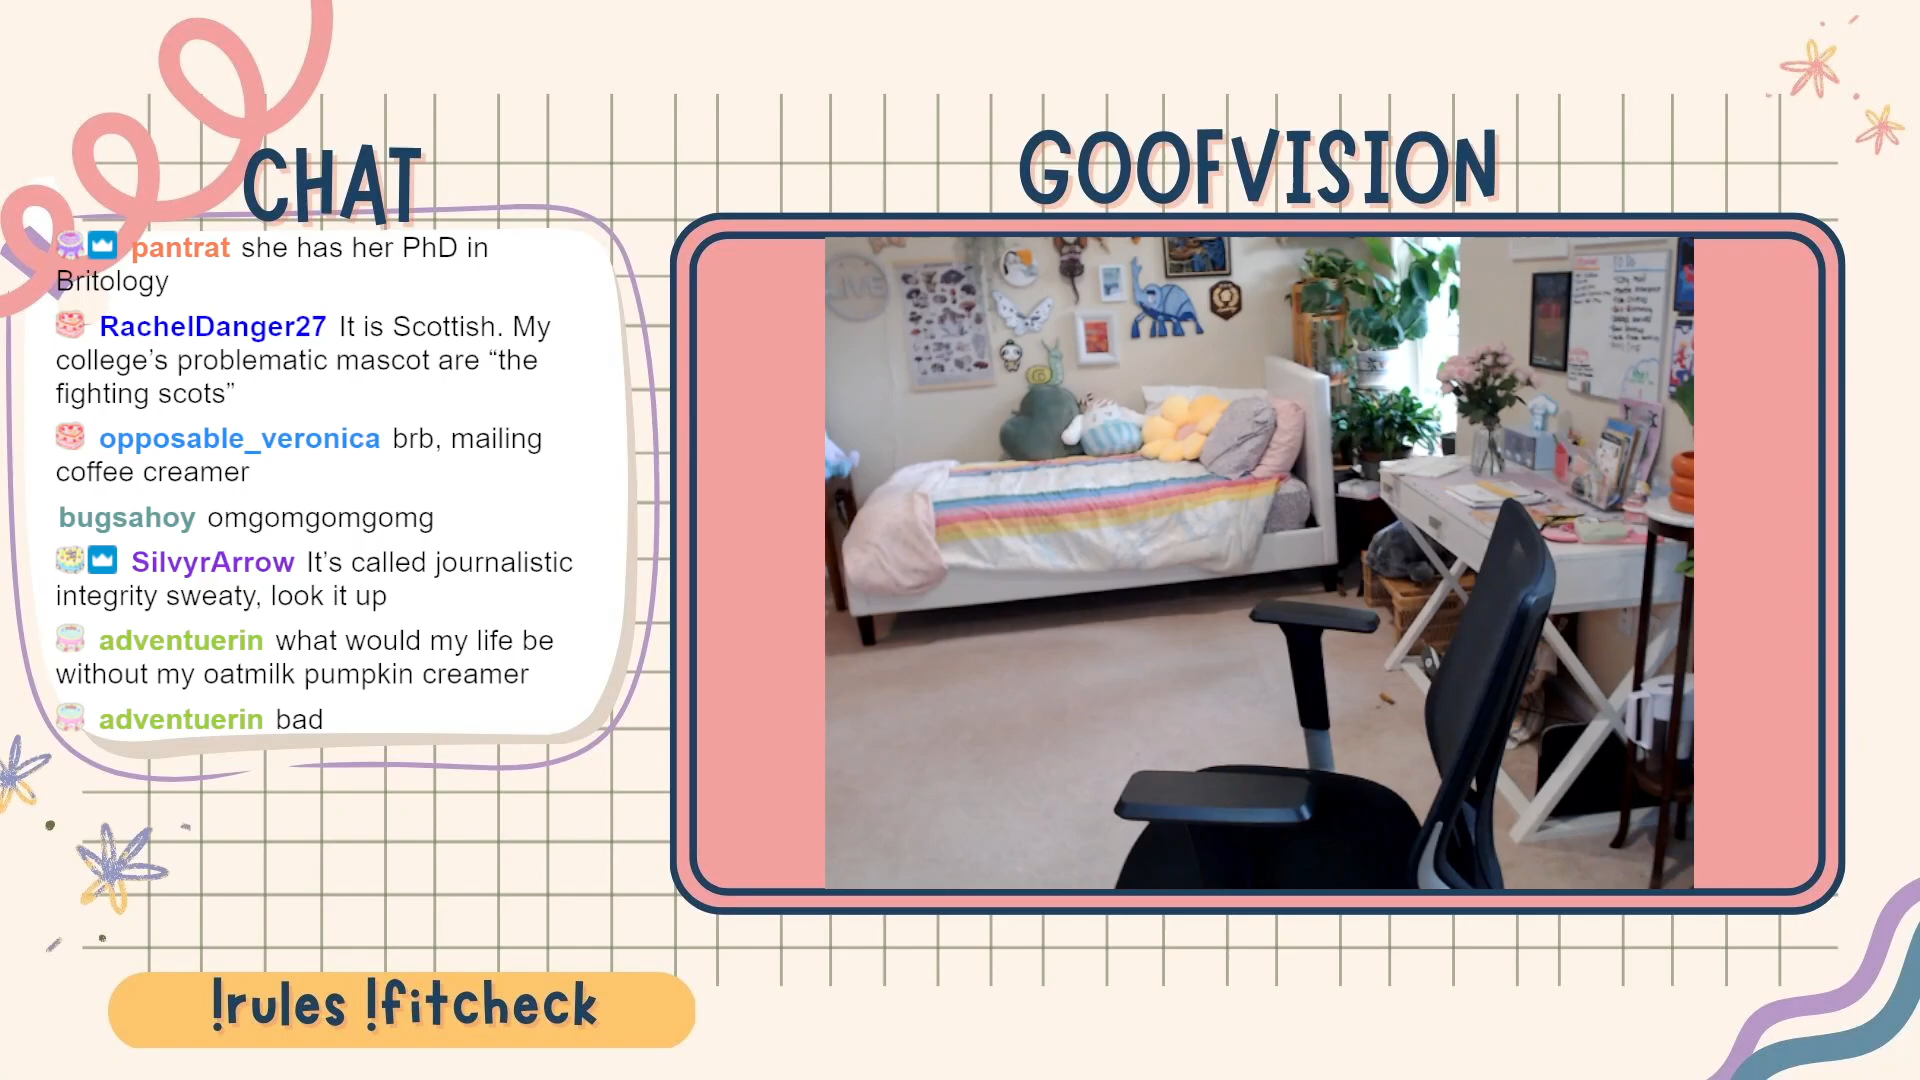 CHAT
GOOFVISION
pantrat she has her PhD in
Britology
RachelDanger27 It is Scottish. My
college’s problematic mascot are “the
fighting scots”
opposable_veronica brb, mailing
coffee creamer
bugsahoy omgomgomgomg
SilvyrArrow It’s called journalistic
integrity sweaty, look it up
adventuerin what would my life be
without my oatmilk pumpkin creamer
adventuerin bad
LIVE
!rules !fitcheck